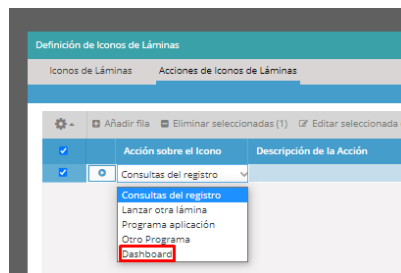 Definición de Iconos de Láminas
Iconos de Láminas Acciones de Iconos de Láminas
Añadir fila Eliminar seleccionadas (1) Editar seleccionada
Acción sobre el Icono Descripción de la Acción
Consultas del registro
Consultas del registro
Lanzar otra lámina
Programa aplicación
Otro Programa
Dashboard